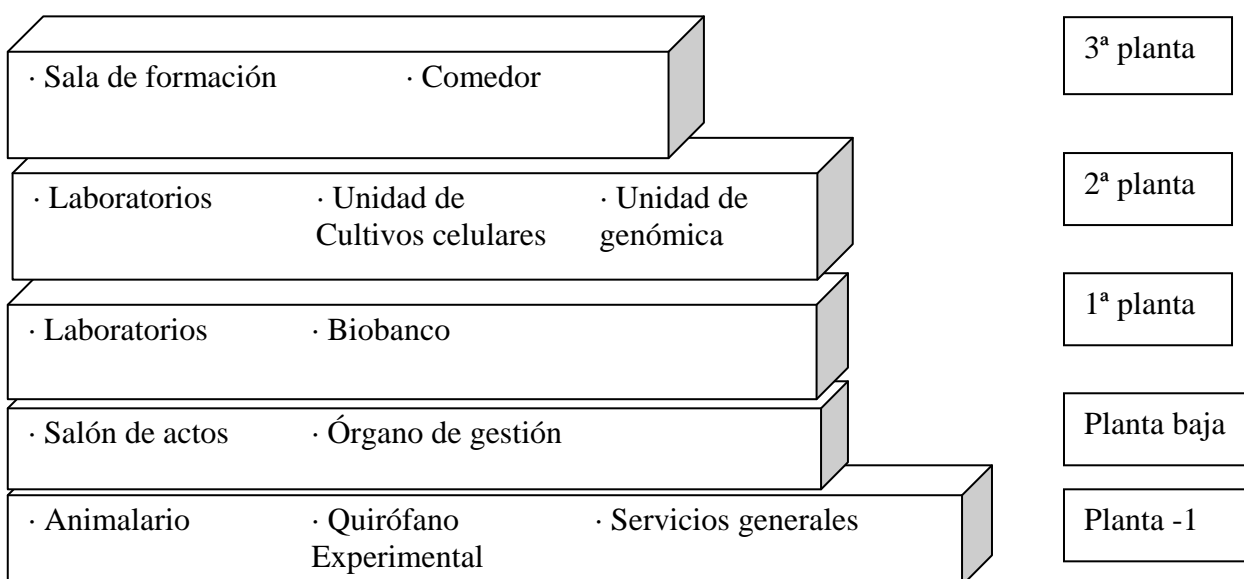 · Sala de formación · Comedor 3ª planta
· Laboratorios · Unidad de · Unidad de 2ª planta
Cultivos celulares genómica
· Laboratorios · Biobanco 1ª planta
· Salón de actos · Órgano de gestión Planta baja
· Animalario · Quirófano · Servicios generales Planta -1
Experimental